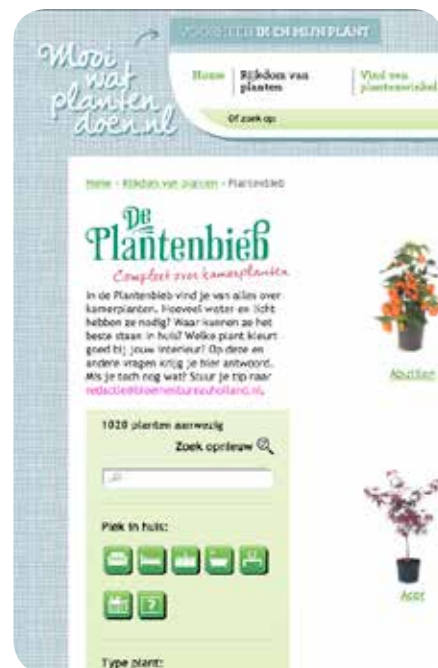 Mooi
wat
planten
doen.nl
VOORBEELD IK EN MIJN PLANT
Home
Rijkdom van
planten
Vind een
plantenwinkel
Of zoek op:
Home - Rijkdom van planten - Plantenbieb
De
Plantenbieb
Compleet over kamerplanten
In de Plantenbieb vind je van alles over
kamerplanten. Hoeveel water en licht
hebben ze nodig? Waar kunnen ze het
beste staan in huis? Welke plant kleurt
goed bij jouw interieur? Op deze en
andere vragen krijg je hier antwoord.
Mis je toch nog wat? Stuur je tip naar
redactie@bloemenbureauholland.nl.
1020 planten aanwezig
Zoek opnieuw
Plek in huis:
?
Type plant:
Abutilon
Acer